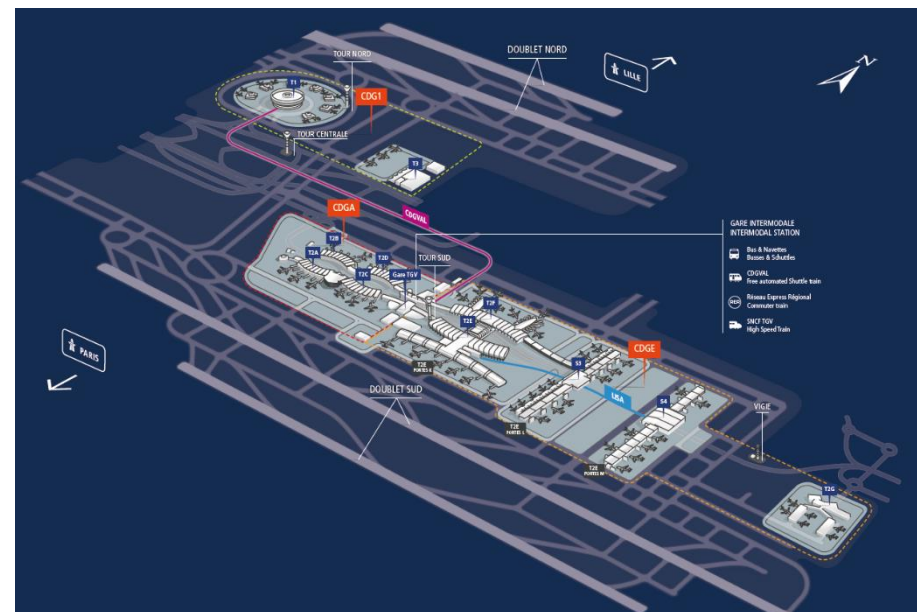 DOUBLET NORD
TOUR NORD
LILLE
N
T1
CDG1
TOUR CENTRALE
T3
CDGVAL
CDGA
GARE INTERMODALE
INTERMODAL STATION
T2B
T2A
T2D
TOUR SUD
Bus & Navettes
T2C
Gare TGV
CDGVAL
Free automated Shuttle train
T2F
RER
Réseau Express Régional
Commuter train
T2E
SNCF TGV
High Speed Train
PARIS
S3
CDGE
T2E
DOUBLET SUD
LISA
S4
VIGIE
T2E
PORTES L
T2E
PORTES M
T2G